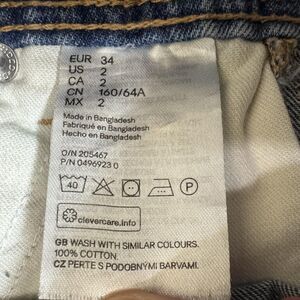 EUR 34
US 2
CA 2
CN 160/64A
MX 2
Made in Bangladesh
Fabriqué en Bangladesh
Hecho en Bangladesh
O/N 205467
P/N 0496923 0
40 P
clevercare.info
GB WASH WITH SIMILAR COLOURS.
100% COTTON.
CZ PERTE S PODOBNÝMI BARVAMI.